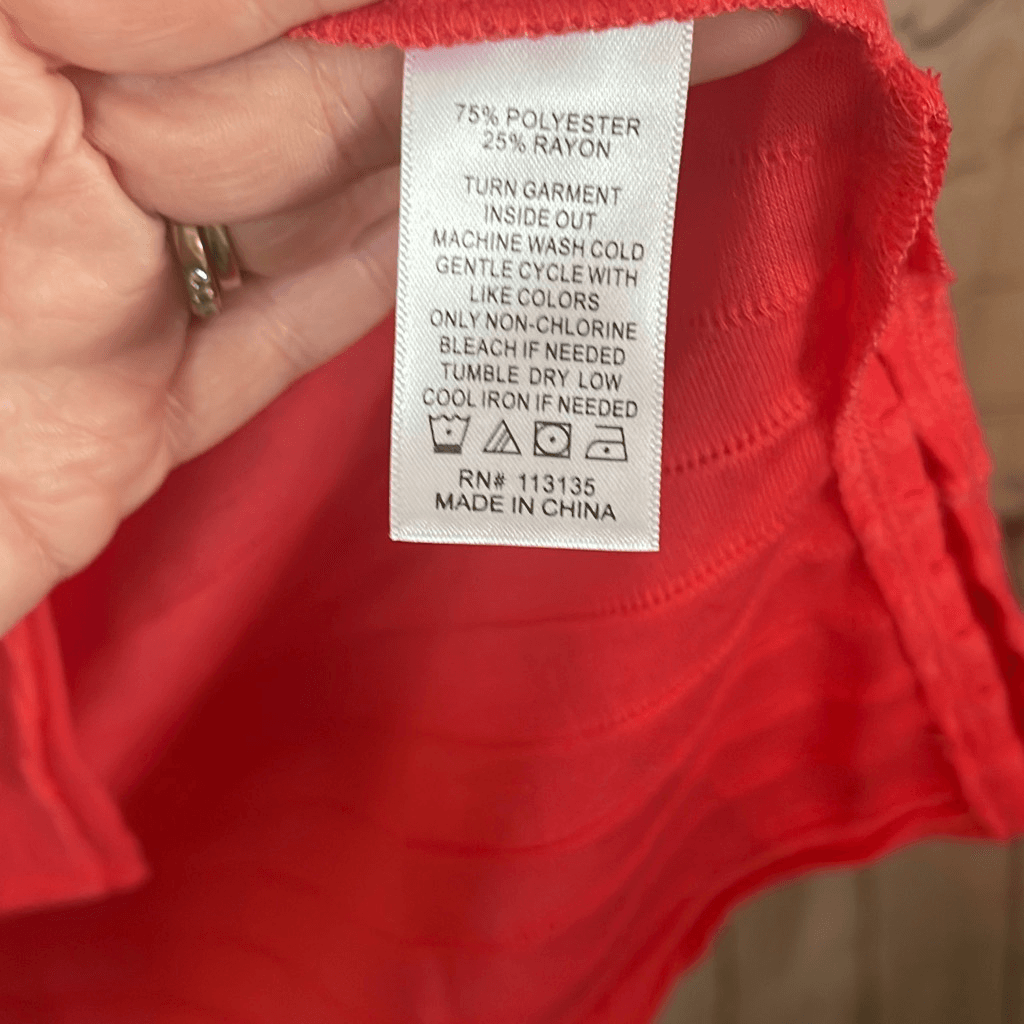 75% POLYESTER
25% RAYON
TURN GARMENT
INSIDE OUT
MACHINE WASH COLD
GENTLE CYCLE WITH
LIKE COLORS
ONLY NON-CHLORINE
BLEACH IF NEEDED
TUMBLE DRY LOW
COOL IRON IF NEEDED
RN# 113135
MADE IN CHINA